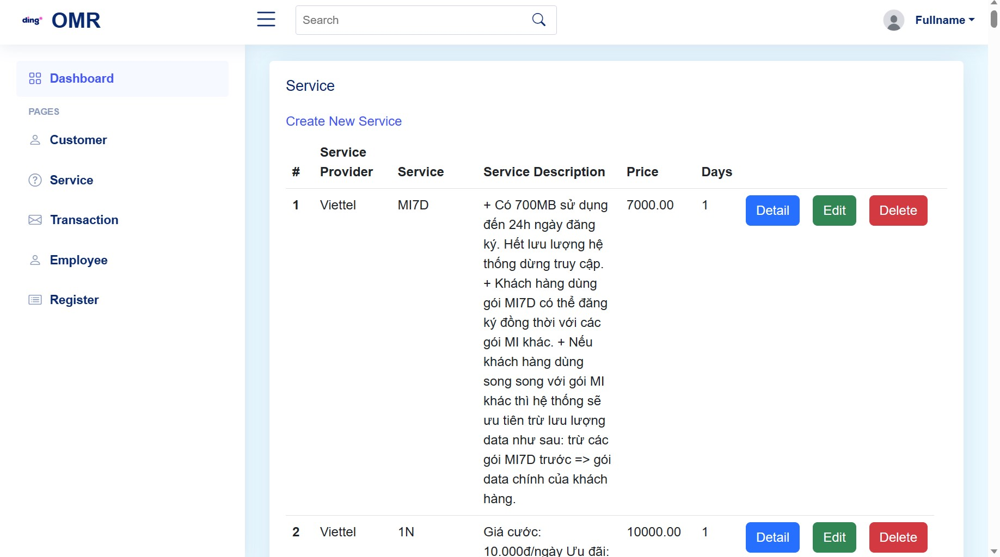 ding* OMR
Search
Fullname
Dashboard
PAGES
Customer
Service
Transaction
Employee
Register
Service
Create New Service
# Service Provider Service Service Description Price Days
1 Viettel MI7D + Có 700MB sử dụng 7000.00 1 Detail Edit Delete
đến 24h ngày đăng
ký. Hết lưu lượng hệ
thống dừng truy cập.
+ Khách hàng dùng
gói MI7D có thể đăng
ký đồng thời với các
gói MI khác. + Nếu
khách hàng dùng
song song với gói MI
khác thì hệ thống sẽ
ưu tiên trừ lưu lượng
data như sau: trừ các
gói MI7D trước => gói
data chính của khách
hàng.
2 Viettel 1N Giá cước: 10000.00 1 Detail Edit Delete
10.000đ/ngày Ưu đãi: